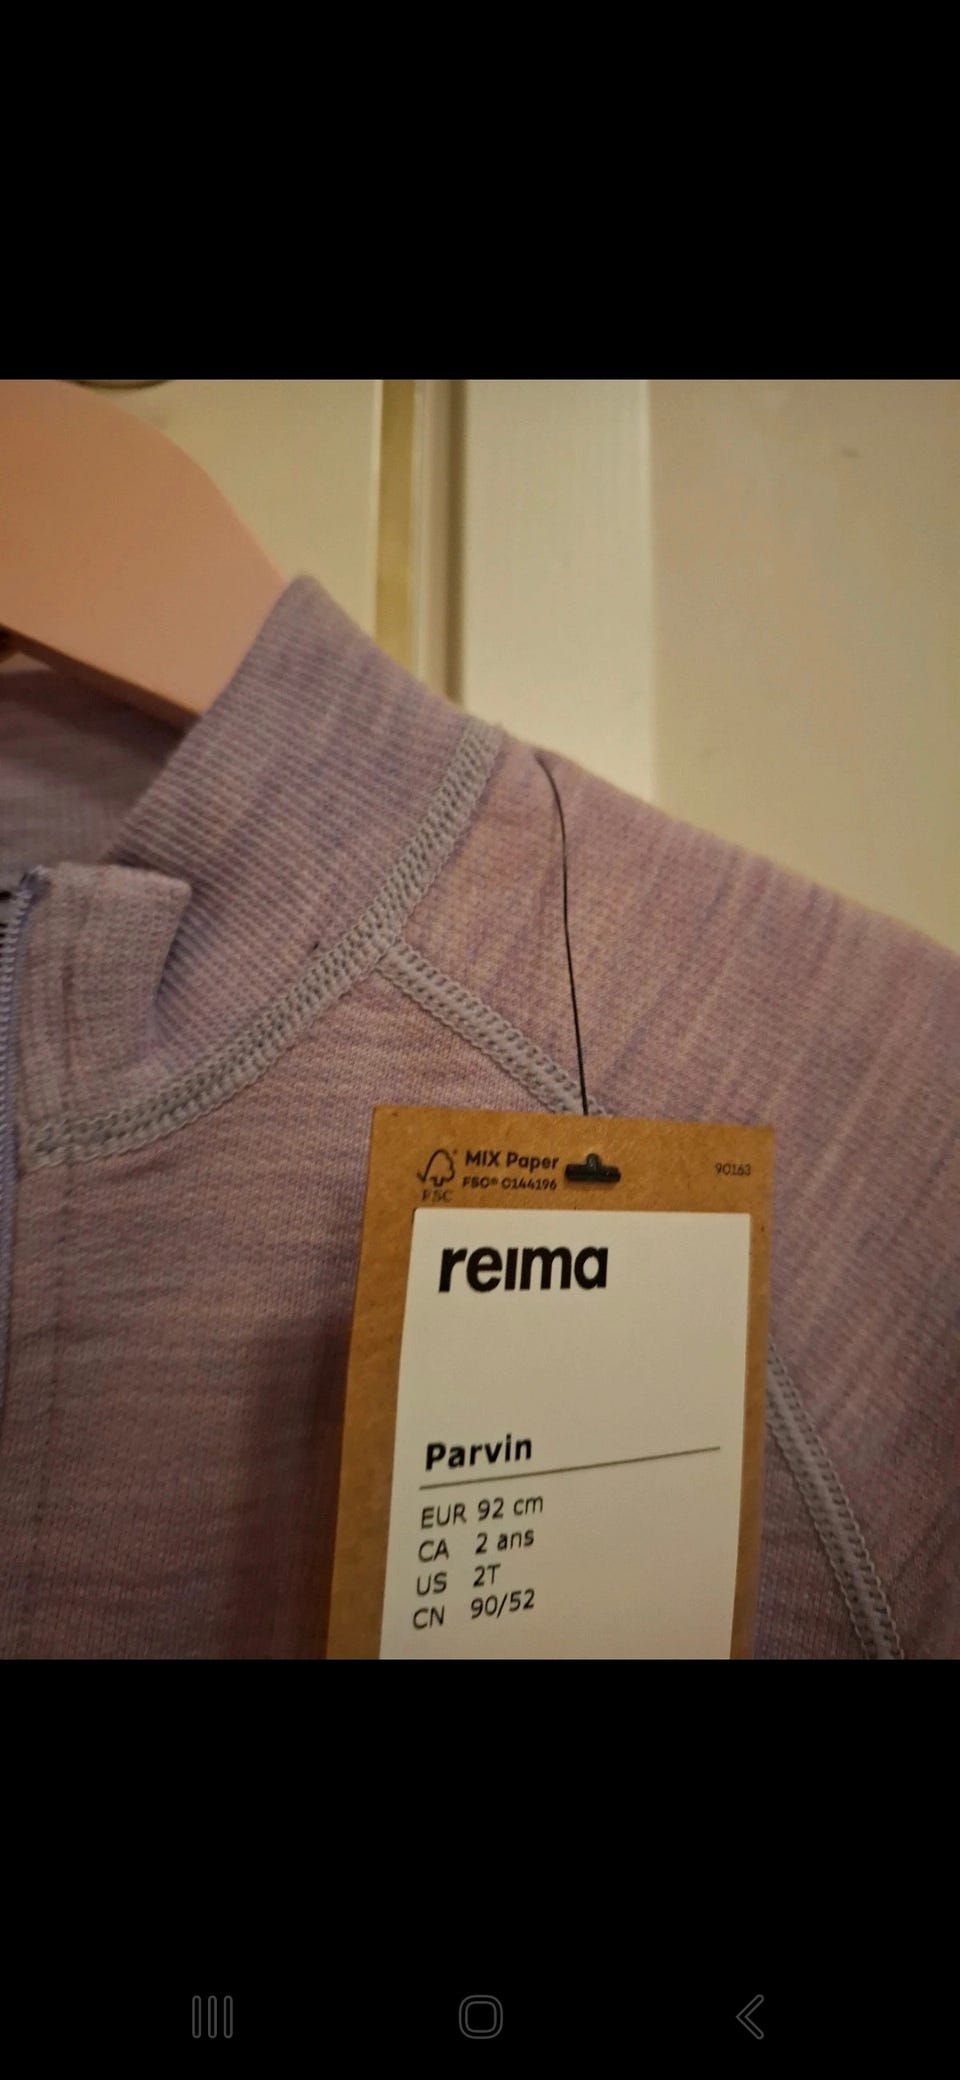 MIX Paper
FSC® C144196
FSC
90163
reima
Parvin
EUR 92 cm
CA 2 ans
US 2T
CN 90/52